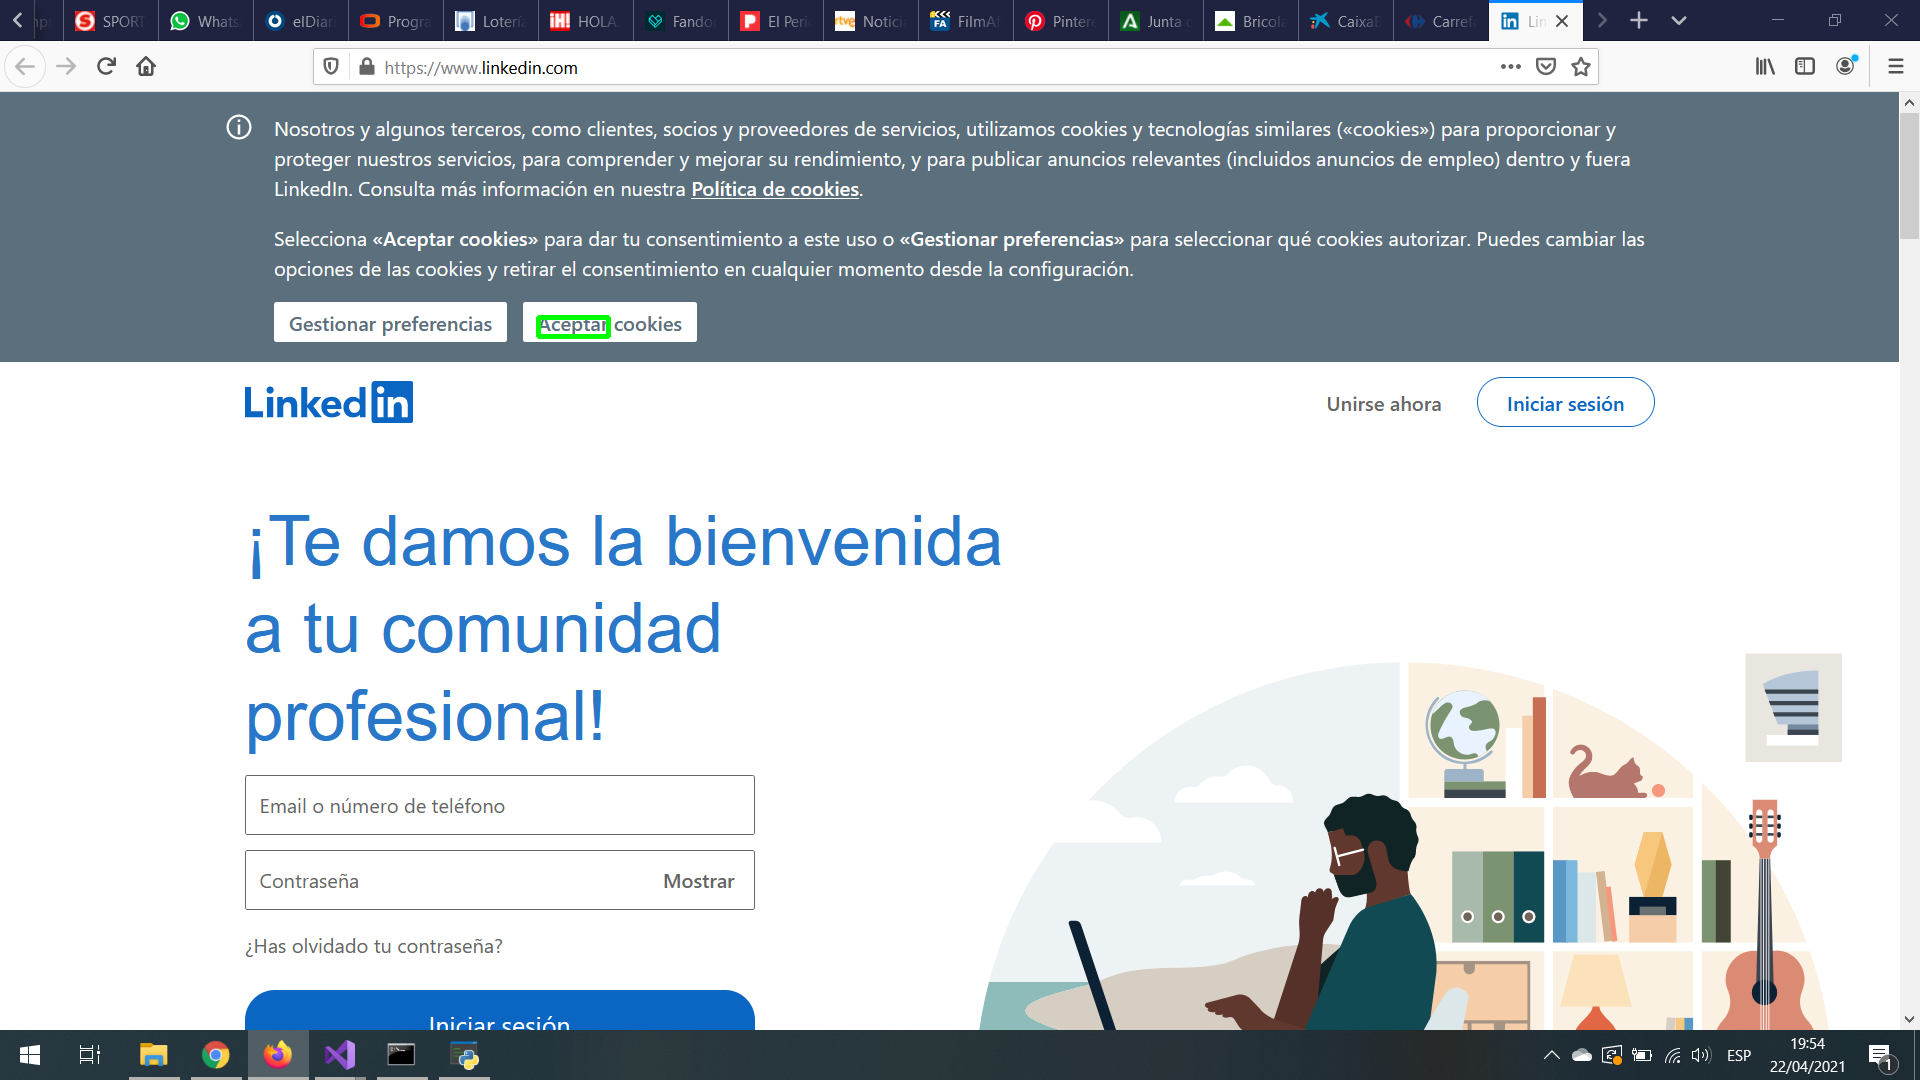 SPORT
Whats
elDiar
Progra
Lotería
HOLA
Fando
El Peri
Notici
FilmA
Pinter
Junta
Bricol
CaixaB
Carref
Lin
https://www.linkedin.com
Nosotros y algunos terceros, como clientes, socios y proveedores de servicios, utilizamos cookies y tecnologías similares («cookies») para proporcionar y
proteger nuestros servicios, para comprender y mejorar su rendimiento, y para publicar anuncios relevantes (incluidos anuncios de empleo) dentro y fuera
LinkedIn. Consulta más información en nuestra Política de cookies.
Selecciona «Aceptar cookies» para dar tu consentimiento a este uso o «Gestionar preferencias» para seleccionar qué cookies autorizar. Puedes cambiar las
opciones de las cookies y retirar el consentimiento en cualquier momento desde la configuración.
Gestionar preferencias
Aceptar cookies
Linkedin
Unirse ahora
Iniciar sesión
¡Te damos la bienvenida
a tu comunidad
profesional!
Email o número de teléfono
Contraseña
Mostrar
¿Has olvidado tu contraseña?
Iniciar sesión
ESP
19:54
22/04/2021
1